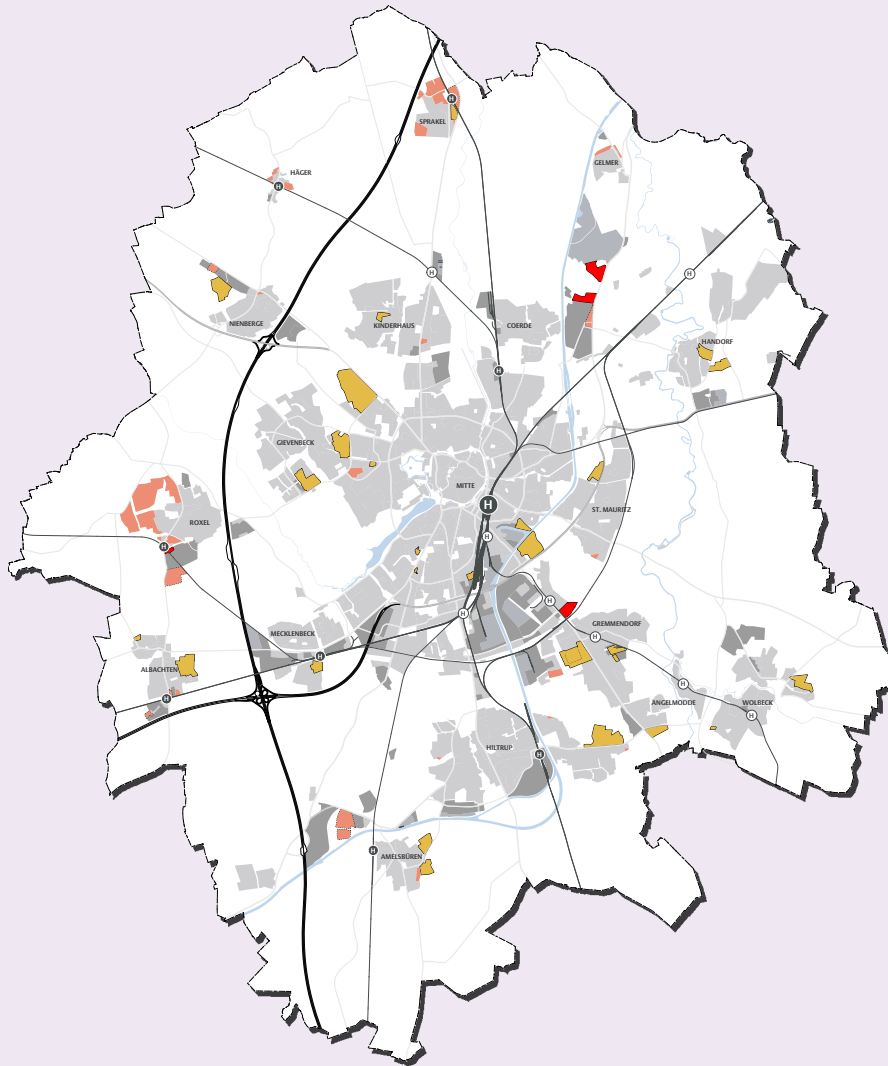 H
SPRAKEL
GELMER
HÄGER
H
H
H
NIENBERGE
KINDERHAUS
COERDE
HANDORF
H
GIEVENBECK
MITTE
H
ROXEL
ST. MAURITZ
H
H
H
H
GREMMENDORF
MECKLENBECK
H
H
ALBACHTEN
H
H
ANGELMODDE
WOLBECK
H
HILTRUP
H
H
AMELSBÜREN